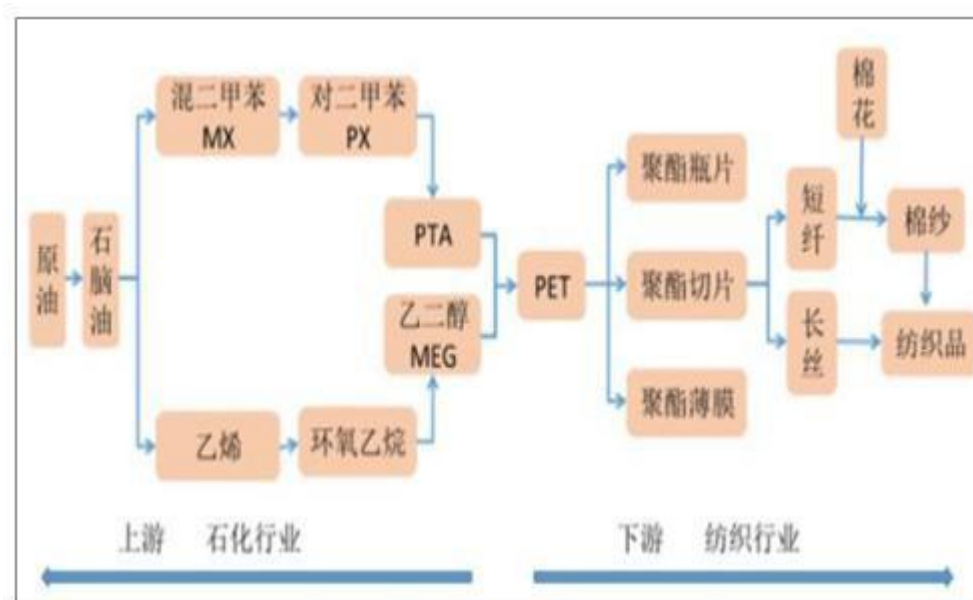 原油
石脑油
混二甲苯
MX
对二甲苯
PX
PTA
乙二醇
MEG
乙烯
环氧乙烷
PET
聚酯瓶片
聚酯切片
聚酯薄膜
短纤
长丝
棉花
棉纱
纺织品
上游 石化行业
下游 纺织行业